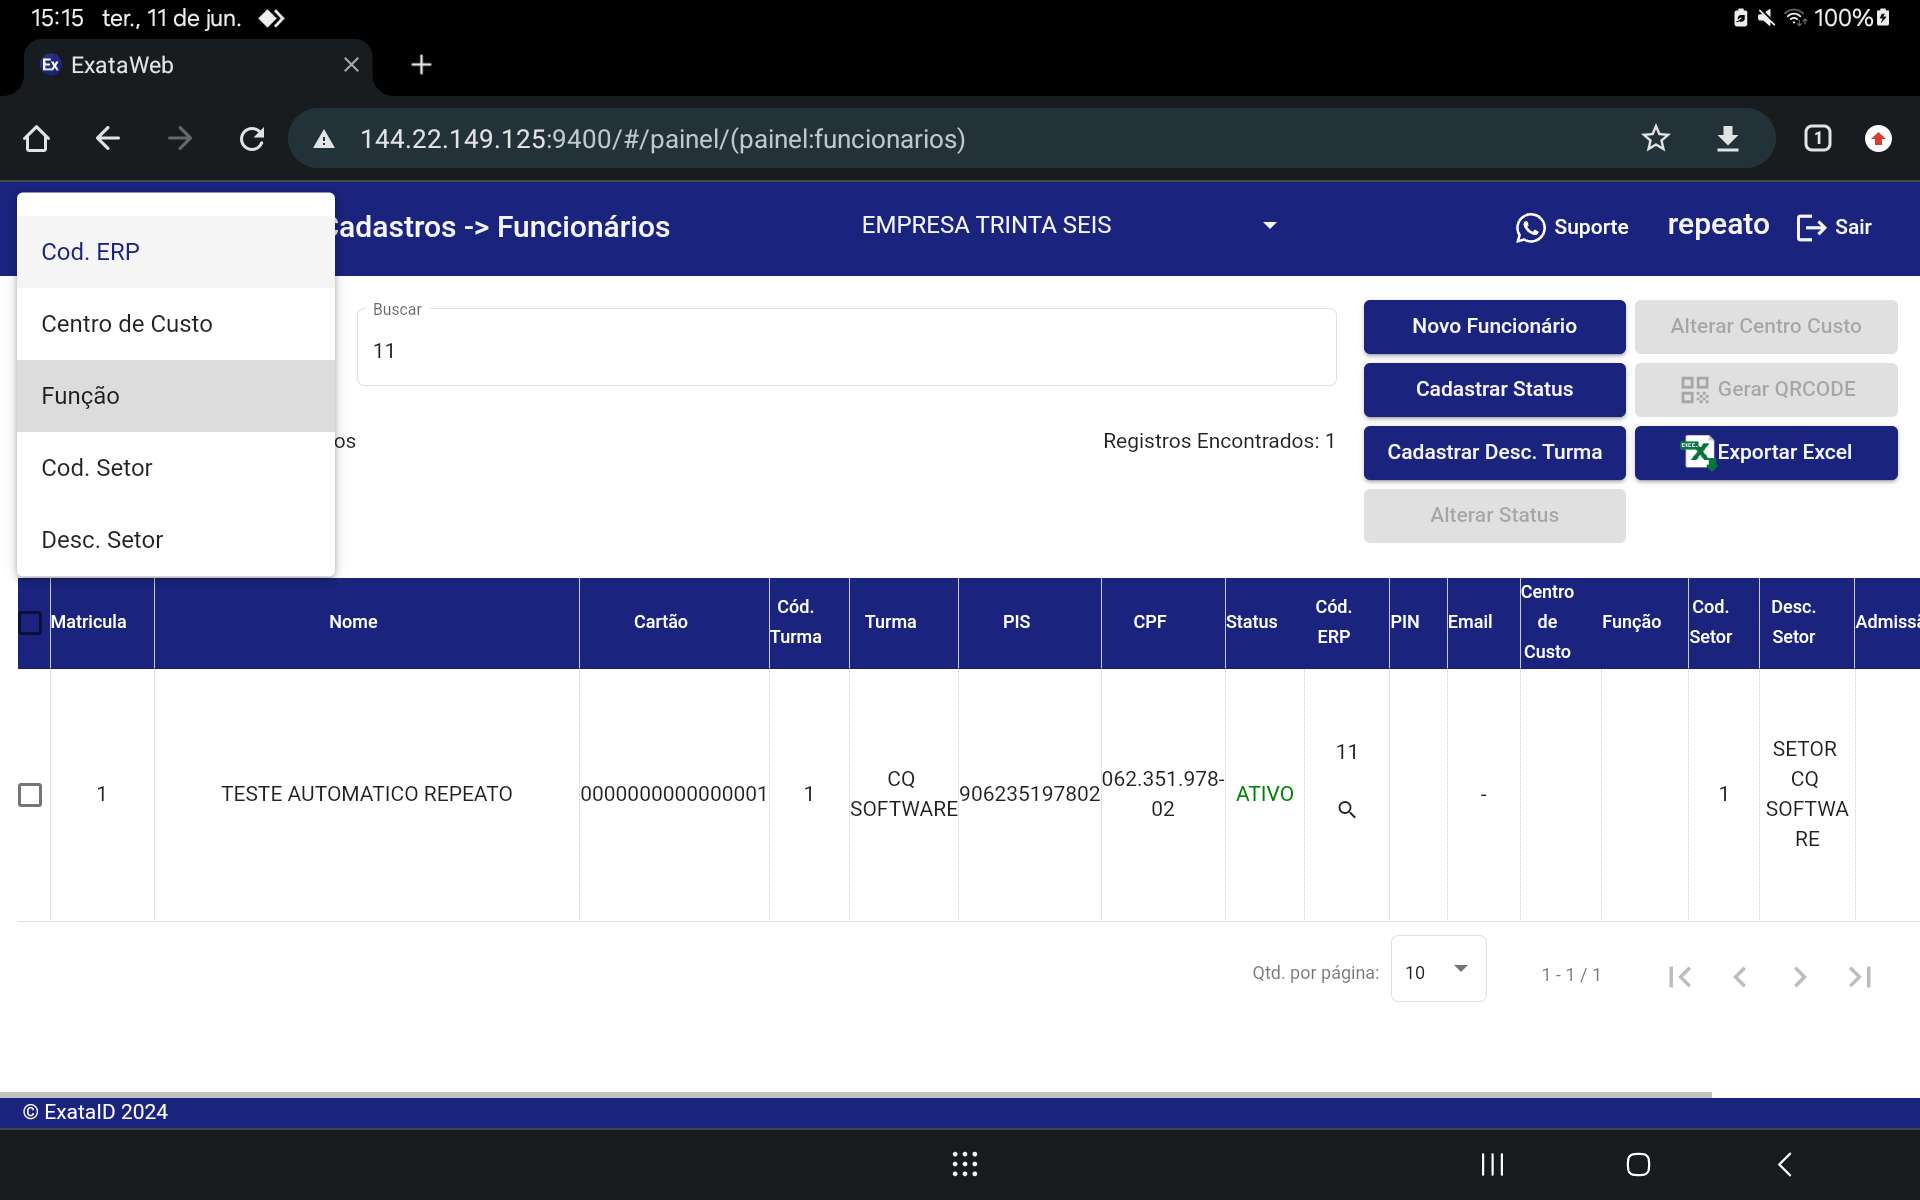 15:15 ter., 11 de jun.
100%
Ex ExataWeb
144.22.149.125:9400/#/painel/(painel:funcionarios)
1
Cadastros -> Funcionários
EMPRESA TRINTA SEIS
Suporte
repeato
Sair
Cod. ERP
Centro de Custo
Função
Cod. Setor
Desc. Setor
Buscar
11
os
Registros Encontrados: 1
Novo Funcionário
Alterar Centro Custo
Cadastrar Status
Gerar QRCODE
Cadastrar Desc. Turma
Exportar Excel
Alterar Status
Matricula
Nome
Cartão
Cód.
Turma
Turma
PIS
CPF
Status
Cód.
ERP
PIN
Email
Centro
de
Custo
Função
Cod.
Setor
Desc.
Setor
Admissã
1
TESTE AUTOMATICO REPEATO
0000000000000001
1
CQ
SOFTWARE
906235197802
062.351.978-
02
ATIVO
11
-
1
SETOR
CQ
SOFTWA
RE
Qtd. por página:
10
1 - 1 / 1
© ExataID 2024